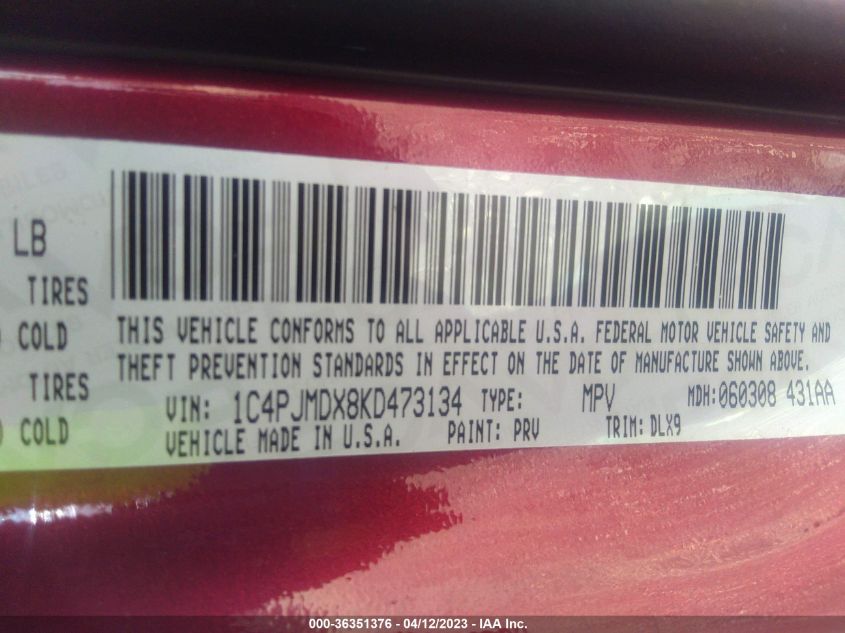 LB
TIRES
COLD
TIRES
COLD
THIS VEHICLE CONFORMS TO ALL APPLICABLE U.S.A. FEDERAL MOTOR VEHICLE SAFETY AND
THEFT PREVENTION STANDARDS IN EFFECT ON THE DATE OF MANUFACTURE SHOWN ABOVE.
VIN: 1C4PJMDX8KD473134 TYPE: MPV MDH:060308 431AA
VEHICLE MADE IN U.S.A. PAINT: PRV TRIM: DLX9
000-36351376 - 04/12/2023 - IAA Inc.